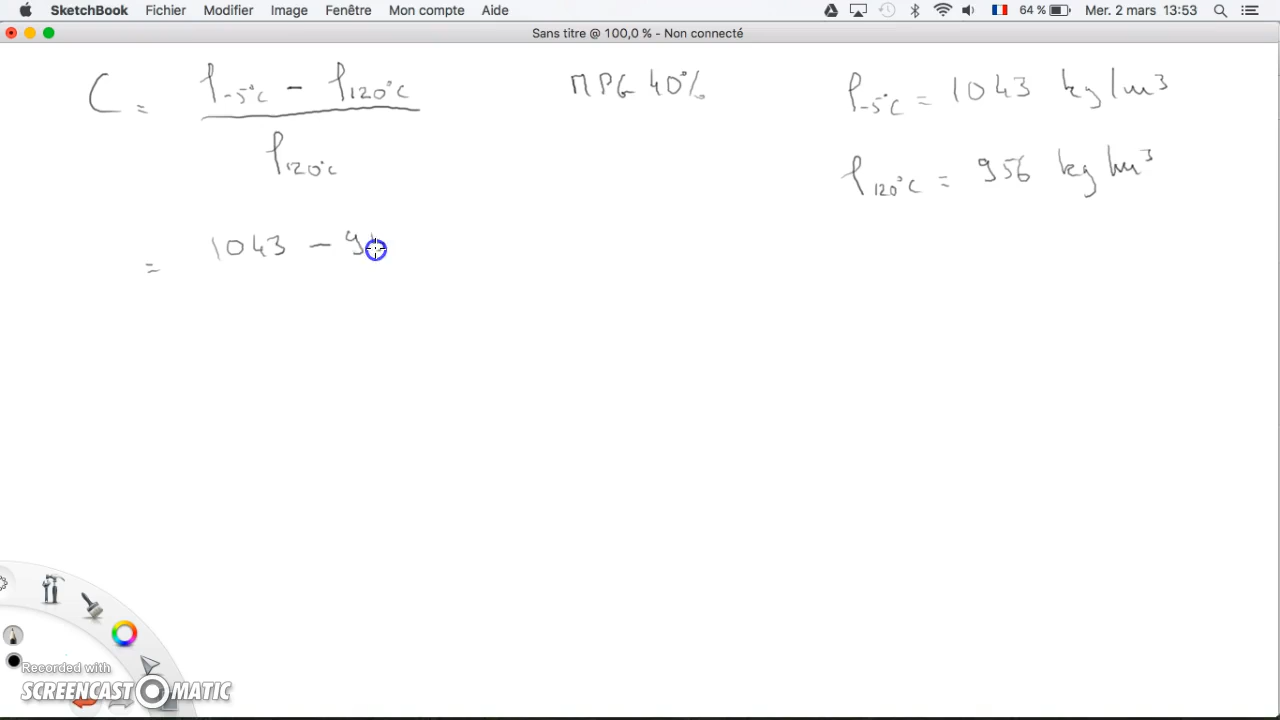 SketchBook Fichier Modifier Image Fenêtre Mon compte Aide 64 % Mer. 2 mars 13:53
Sans titre @ 100,0 % - Non connecté
C = ρ-5°C - ρ120°C / ρ120°C
MPG 40%
ρ-5°C = 1043 kg/m³
ρ120°C = 956 kg/m³
= 1043 - 9
Recorded with
SCREENCAST O MATIC